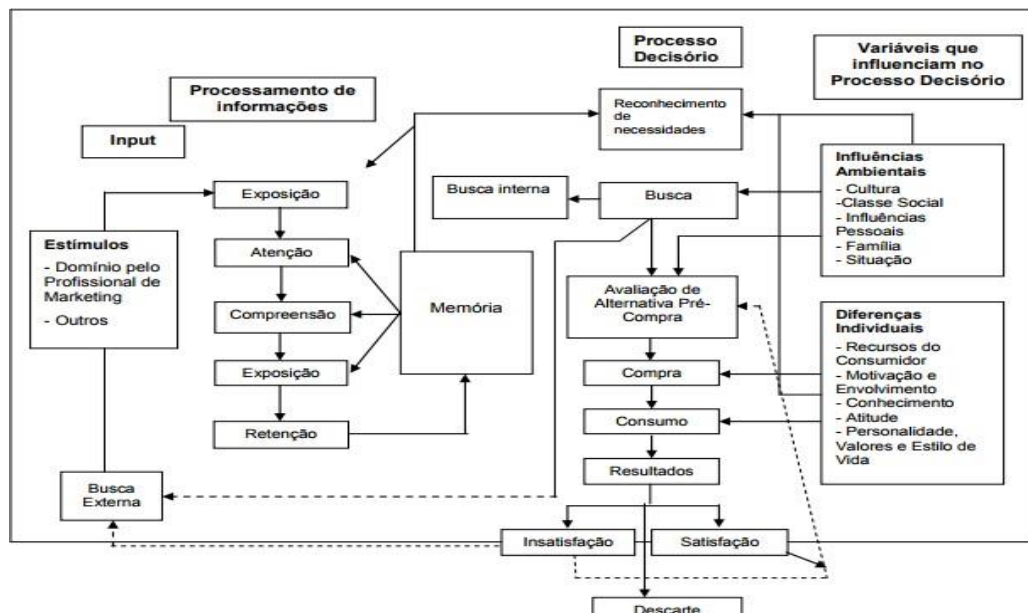 Processo
Decisório
Variáveis que
influenciam no
Processo Decisório
Processamento de
informações
Input
Reconhecimento
de
necessidades
Exposição
Busca interna
Busca
Influências
Ambientais
- Cultura
-Classe Social
- Influências
Pessoais
- Família
- Situação
Estímulos
- Domínio pelo
Profissional de
Marketing
- Outros
Atenção
Compreensão
Exposição
Retenção
Memória
Avaliação de
Alternativa Pré-
Compra
Compra
Consumo
Resultados
Diferenças
Individuais
- Recursos do
Consumidor
- Motivação e
Envolvimento
- Conhecimento
- Atitude
- Personalidade,
Valores e Estilo de
Vida
Busca
Externa
Insatisfação
Satisfação
Descarte